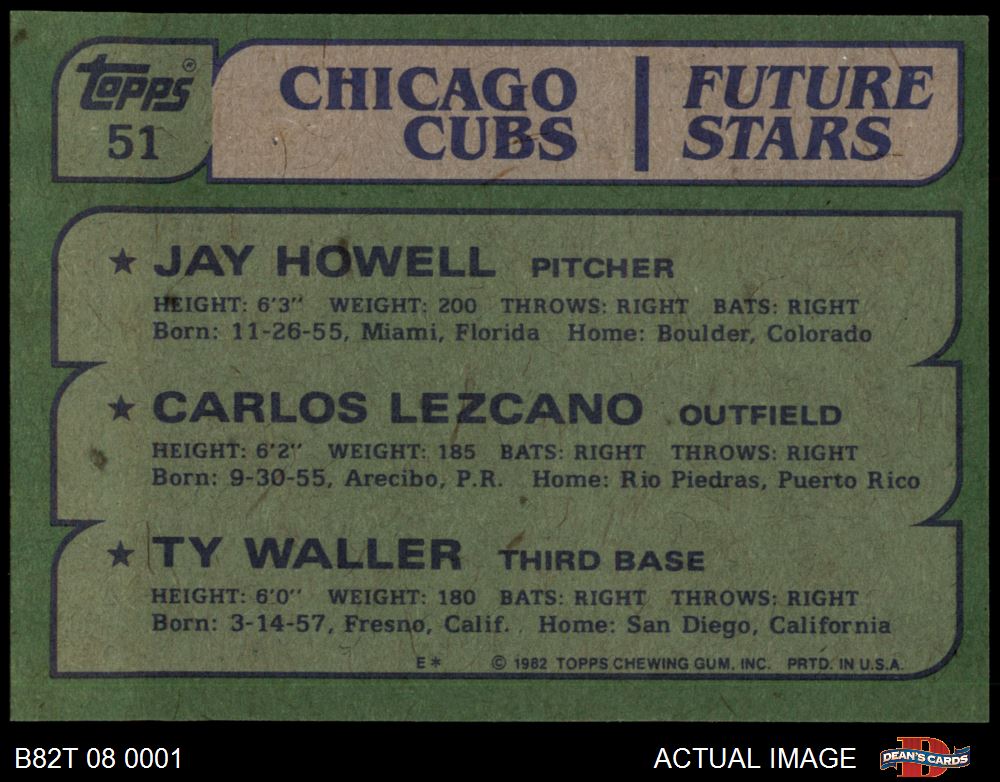 topps®
51
CHICAGO CUBS
FUTURE STARS
★ JAY HOWELL PITCHER
HEIGHT: 6'3" WEIGHT: 200 THROWS: RIGHT BATS: RIGHT
Born: 11-26-55, Miami, Florida Home: Boulder, Colorado
★ CARLOS LEZCANO OUTFIELD
HEIGHT: 6'2" WEIGHT: 185 BATS: RIGHT THROWS: RIGHT
Born: 9-30-55, Arecibo, P.R. Home: Rio Piedras, Puerto Rico
★ TY WALLER THIRD BASE
HEIGHT: 6'0" WEIGHT: 180 BATS: RIGHT THROWS: RIGHT
Born: 3-14-57, Fresno, Calif. Home: San Diego, California
E* © 1982 TOPPS CHEWING GUM, INC. PRTD. IN U.S.A.
B82T 08 0001
ACTUAL IMAGE
DEAN'S CARDS